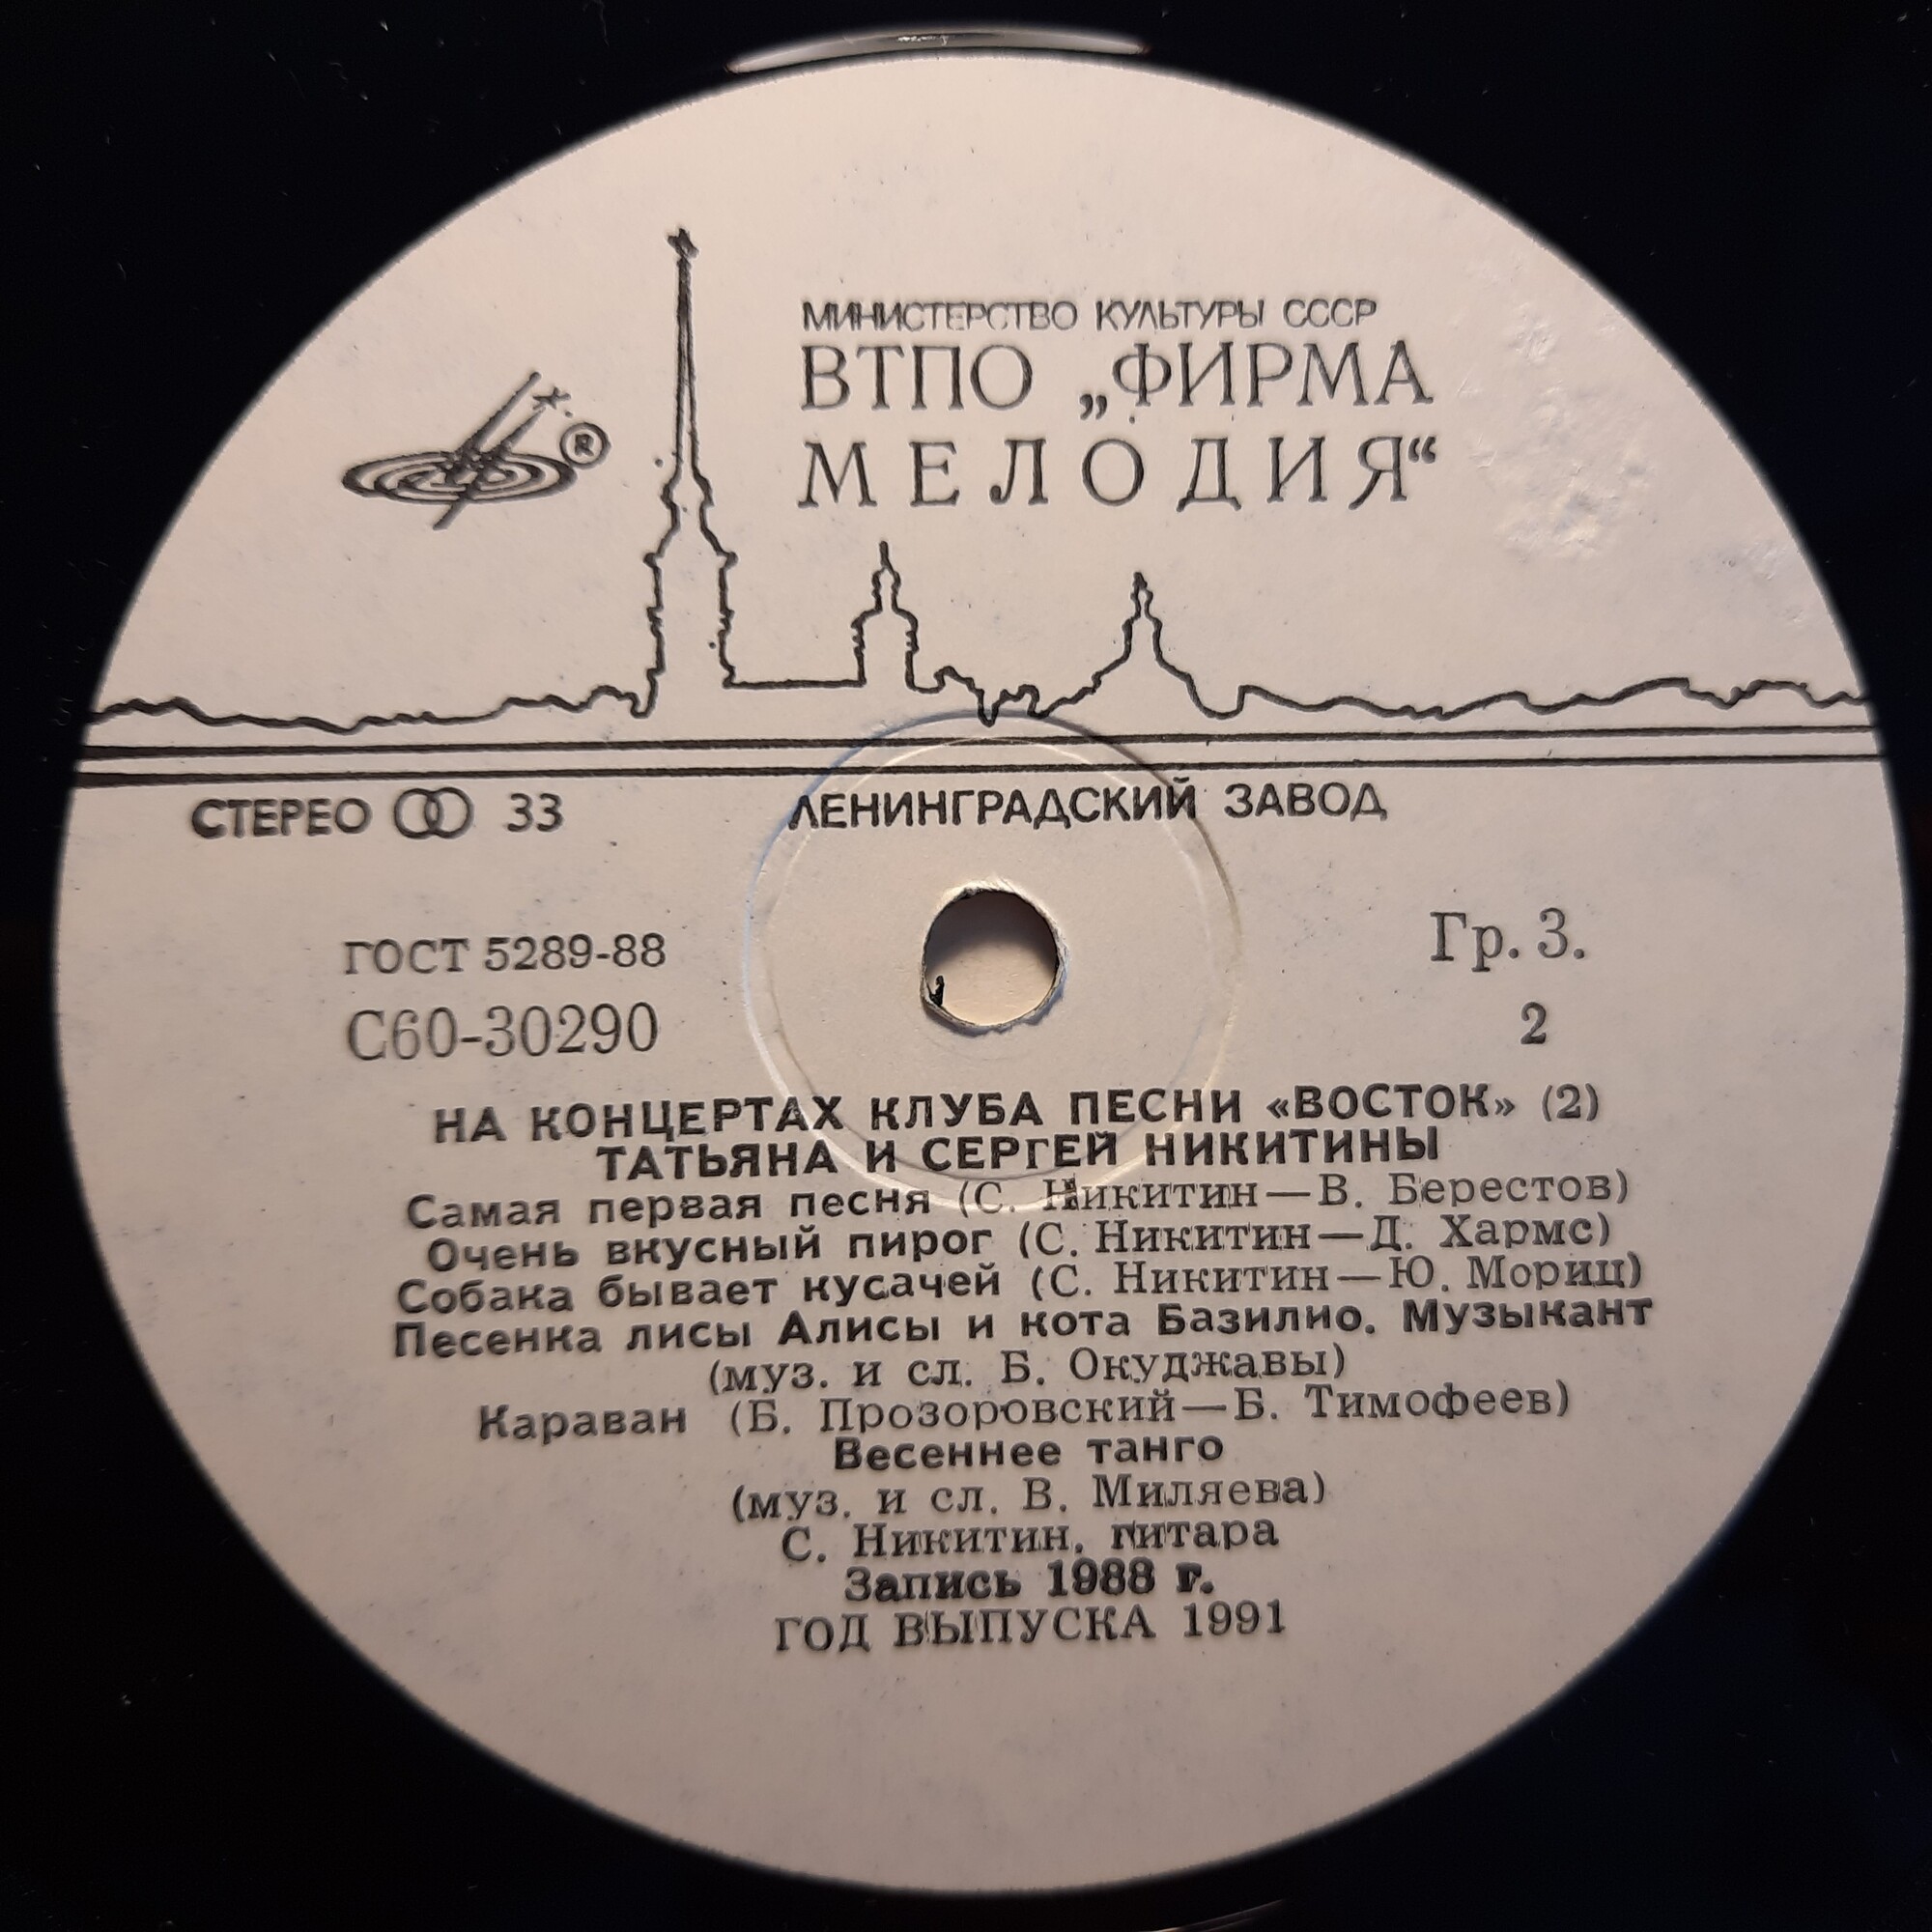 МИНИСТЕРСТВО КУЛЬТУРЫ СССР
ВТПО „ФИРМА
МЕЛОДИЯ“
®
СТЕРЕО 33
ЛЕНИНГРАДСКИЙ ЗАВОД
ГОСТ 5289-88
Гр. 3.
С60-30290
2
НА КОНЦЕРТАХ КЛУБА ПЕСНИ «ВОСТОК» (2)
ТАТЬЯНА И СЕРГЕЙ НИКИТИНЫ
Самая первая песня (С. Никитин—В. Берестов)
Очень вкусный пирог (С. Никитин—Д. Хармс)
Собака бывает кусачей (С. Никитин—Ю. Мориц)
Песенка лисы Алисы и кота Базилио. Музыкант
(муз. и сл. Б. Окуджавы)
Караван (Б. Прозоровский—Б. Тимофеев)
Весеннее танго
(муз. и сл. В. Миляева)
С. Никитин, гитара
Запись 1988 г.
ГОД ВЫПУСКА 1991